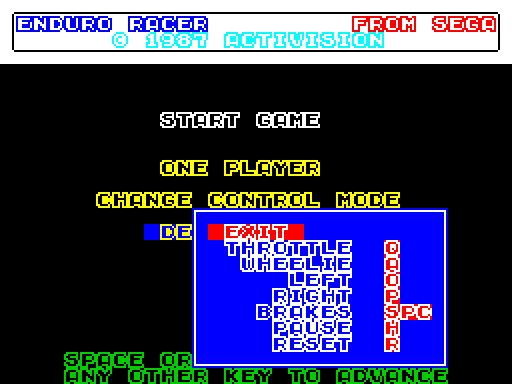 ENDURO RACER FROM SEGA
© 1987 ACTIVISION
START GAME
ONE PLAYER
CHANGE CONTROL MODE
DE
EXIT
THROTTLE Q
WHEELIE A
LEFT O
RIGHT P
BRAKES SPC
PAUSE H
RESET R
SPACE OR
ANY OTHER KEY TO ADVANCE